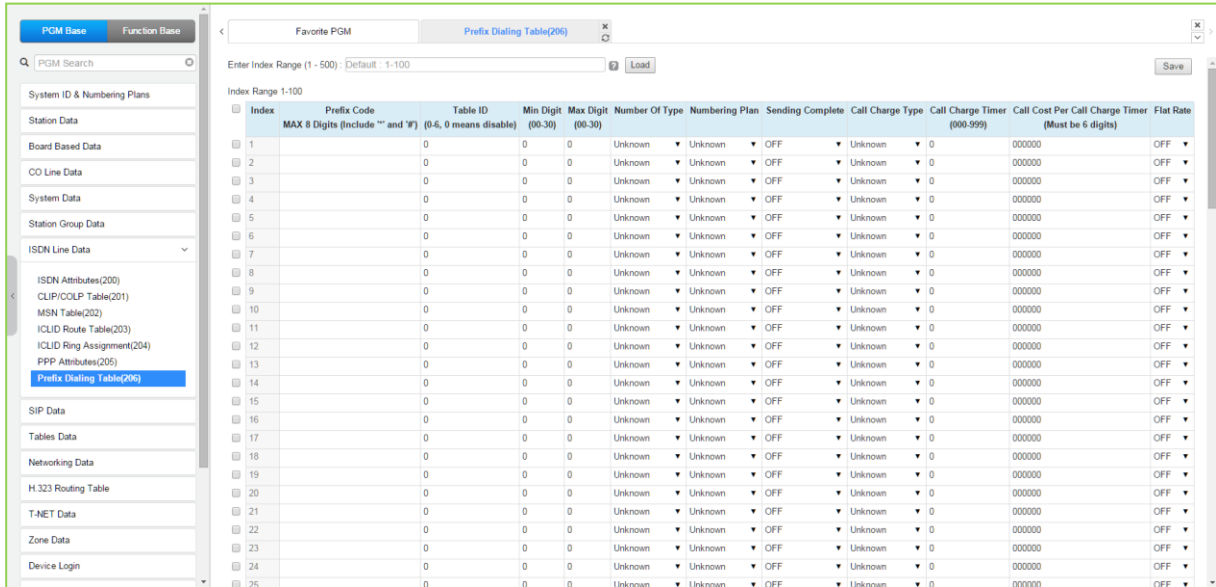 PGM Base Function Base
PGM Search
System ID & Numbering Plans
Station Data
Board Based Data
CO Line Data
System Data
Station Group Data
ISDN Line Data
ISDN Attributes(200)
CLIP/COLP Table(201)
MSN Table(202)
ICLID Route Table(203)
ICLID Ring Assignment(204)
PPP Attributes(205)
Prefix Dialing Table(206)
SIP Data
Tables Data
Networking Data
H.323 Routing Table
T-NET Data
Zone Data
Device Login
Favorite PGM Prefix Dialing Table(206)
Enter Index Range (1 - 500) : Default : 1-100 Load Save
Index Range 1-100
Index Prefix Code Table ID Min Digit Max Digit Number Of Type Numbering Plan Sending Complete Call Charge Type Call Charge Timer Call Cost Per Call Charge Timer Flat Rate
MAX 8 Digits (Include '*' and '#') (0-6, 0 means disable) (00-30) (00-30) (000-999) (Must be 6 digits)
1 0 0 0 Unknown Unknown OFF Unknown 0 000000 OFF
2 0 0 0 Unknown Unknown OFF Unknown 0 000000 OFF
3 0 0 0 Unknown Unknown OFF Unknown 0 000000 OFF
4 0 0 0 Unknown Unknown OFF Unknown 0 000000 OFF
5 0 0 0 Unknown Unknown OFF Unknown 0 000000 OFF
6 0 0 0 Unknown Unknown OFF Unknown 0 000000 OFF
7 0 0 0 Unknown Unknown OFF Unknown 0 000000 OFF
8 0 0 0 Unknown Unknown OFF Unknown 0 000000 OFF
9 0 0 0 Unknown Unknown OFF Unknown 0 000000 OFF
10 0 0 0 Unknown Unknown OFF Unknown 0 000000 OFF
11 0 0 0 Unknown Unknown OFF Unknown 0 000000 OFF
12 0 0 0 Unknown Unknown OFF Unknown 0 000000 OFF
13 0 0 0 Unknown Unknown OFF Unknown 0 000000 OFF
14 0 0 0 Unknown Unknown OFF Unknown 0 000000 OFF
15 0 0 0 Unknown Unknown OFF Unknown 0 000000 OFF
16 0 0 0 Unknown Unknown OFF Unknown 0 000000 OFF
17 0 0 0 Unknown Unknown OFF Unknown 0 000000 OFF
18 0 0 0 Unknown Unknown OFF Unknown 0 000000 OFF
19 0 0 0 Unknown Unknown OFF Unknown 0 000000 OFF
20 0 0 0 Unknown Unknown OFF Unknown 0 000000 OFF
21 0 0 0 Unknown Unknown OFF Unknown 0 000000 OFF
22 0 0 0 Unknown Unknown OFF Unknown 0 000000 OFF
23 0 0 0 Unknown Unknown OFF Unknown 0 000000 OFF
24 0 0 0 Unknown Unknown OFF Unknown 0 000000 OFF
25 0 0 0 Unknown Unknown OFF Unknown 0 000000 OFF